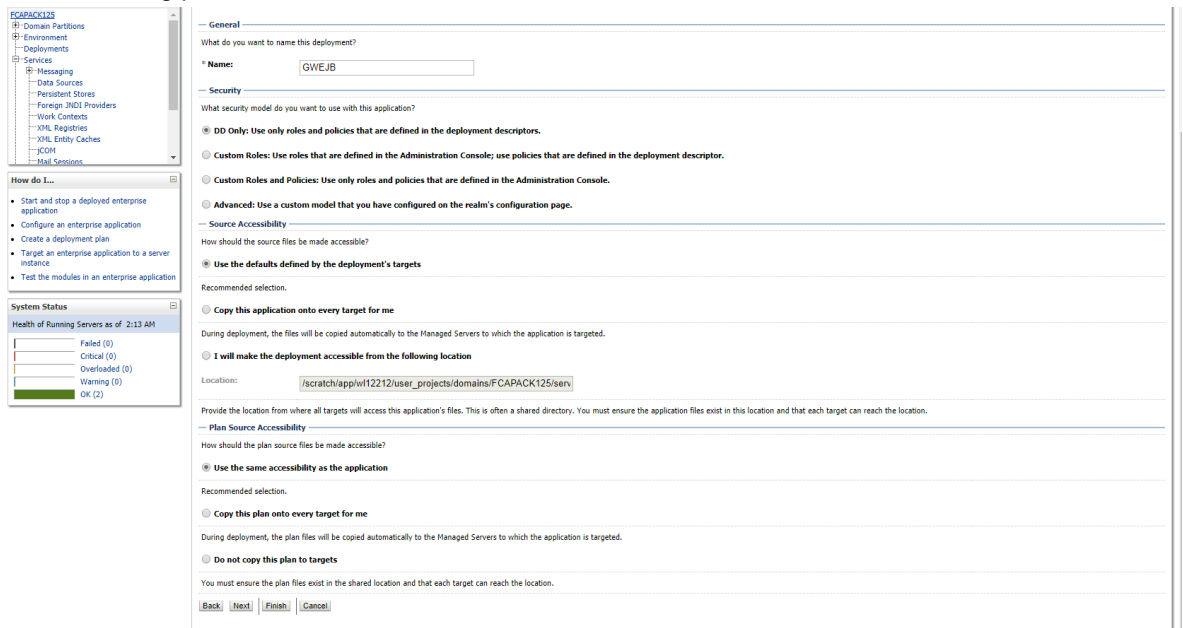 FCAPACK125
Domain Partitions
Environment
Deployments
Services
Messaging
Data Sources
Persistent Stores
Foreign JNDI Providers
Work Contexts
XML Registries
XML Entity Caches
jCOM
Mail Sessions
How do I...
Start and stop a deployed enterprise
application
Configure an enterprise application
Create a deployment plan
Target an enterprise application to a server
instance
Test the modules in an enterprise application
System Status
Health of Running Servers as of 2:13 AM
Failed (0)
Critical (0)
Overloaded (0)
Warning (0)
OK (2)
General
What do you want to name this deployment?
* Name: GWEJB
Security
What security model do you want to use with this application?
DD Only: Use only roles and policies that are defined in the deployment descriptors.
Custom Roles: Use roles that are defined in the Administration Console; use policies that are defined in the deployment descriptor.
Custom Roles and Policies: Use only roles and policies that are defined in the Administration Console.
Advanced: Use a custom model that you have configured on the realm's configuration page.
Source Accessibility
How should the source files be made accessible?
Use the defaults defined by the deployment's targets
Recommended selection.
Copy this application onto every target for me
During deployment, the files will be copied automatically to the Managed Servers to which the application is targeted.
I will make the deployment accessible from the following location
Location: /scratch/app/wl12212/user_projects/domains/FCAPACK125/serv
Provide the location from where all targets will access this application's files. This is often a shared directory. You must ensure the application files exist in this location and that each target can reach the location.
Plan Source Accessibility
How should the plan source files be made accessible?
Use the same accessibility as the application
Recommended selection.
Copy this plan onto every target for me
During deployment, the plan files will be copied automatically to the Managed Servers to which the application is targeted.
Do not copy this plan to targets
You must ensure the plan files exist in the shared location and that each target can reach the location.
Back Next Finish Cancel